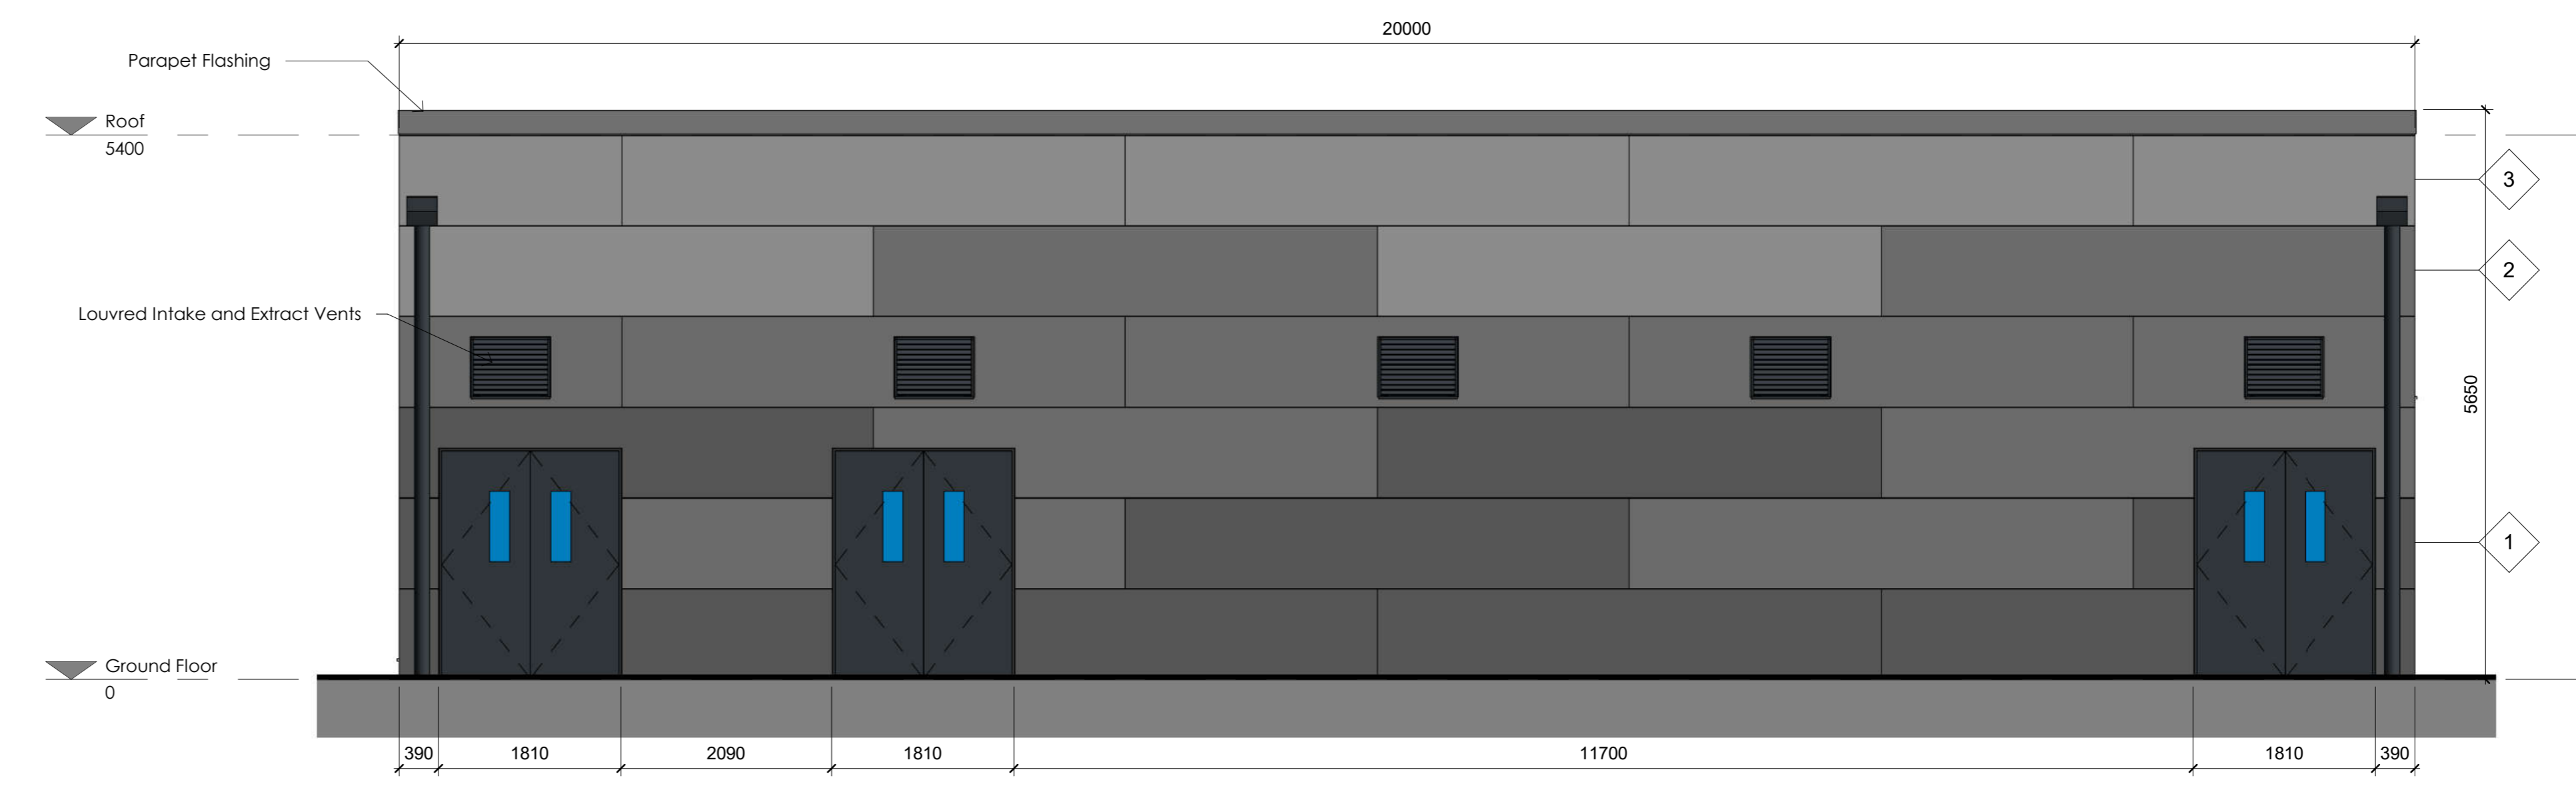 20000
Parapet Flashing
Roof
5400
3
2
Louvred Intake and Extract Vents
5650
1
Ground Floor
0
390 1810 2090 1810 11700 1810 390